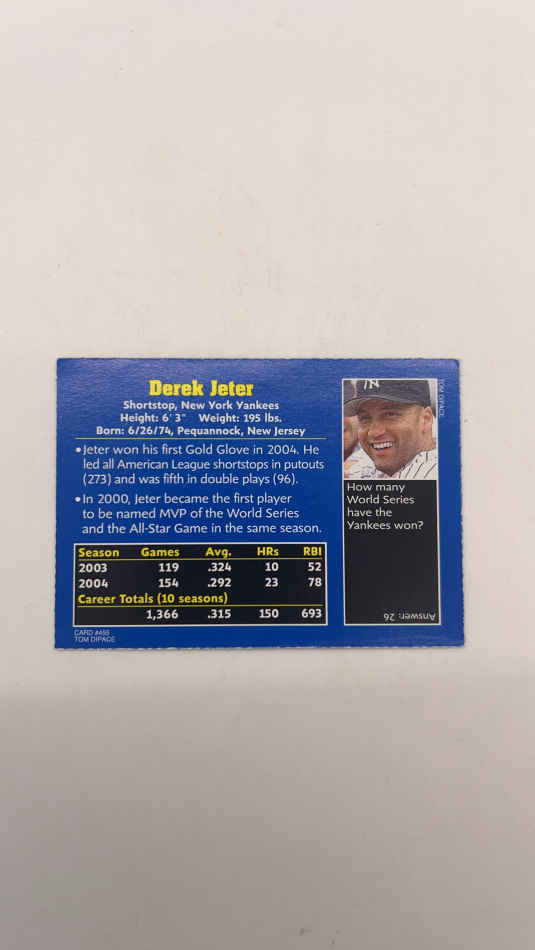 Derek Jeter
Shortstop, New York Yankees
Height: 6' 3" Weight: 195 lbs.
Born: 6/26/74, Pequannock, New Jersey
•Jeter won his first Gold Glove in 2004. He
led all American League shortstops in putouts
(273) and was fifth in double plays (96).
•In 2000, Jeter became the first player
to be named MVP of the World Series
and the All-Star Game in the same season.
Season Games Avg. HRs RBI
2003 119 .324 10 52
2004 154 .292 23 78
Career Totals (10 seasons)
1,366 .315 150 693
CARD #455
TOM DIPACE
NY
TOM DIPACE
How many
World Series
have the
Yankees won?
Answer: 26